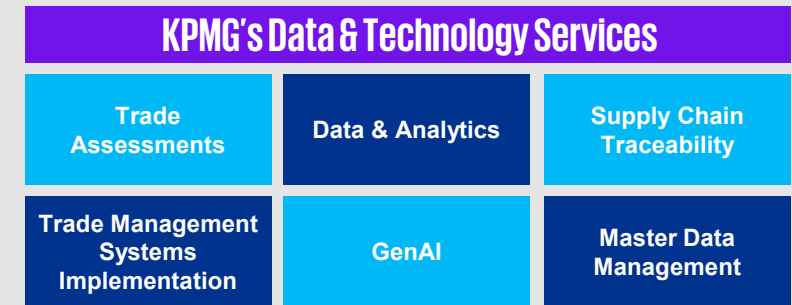 KPMG's Data & Technology Services
Trade
Assessments
Data & Analytics
Supply Chain
Traceability
Trade Management
Systems
Implementation
GenAI
Master Data
Management